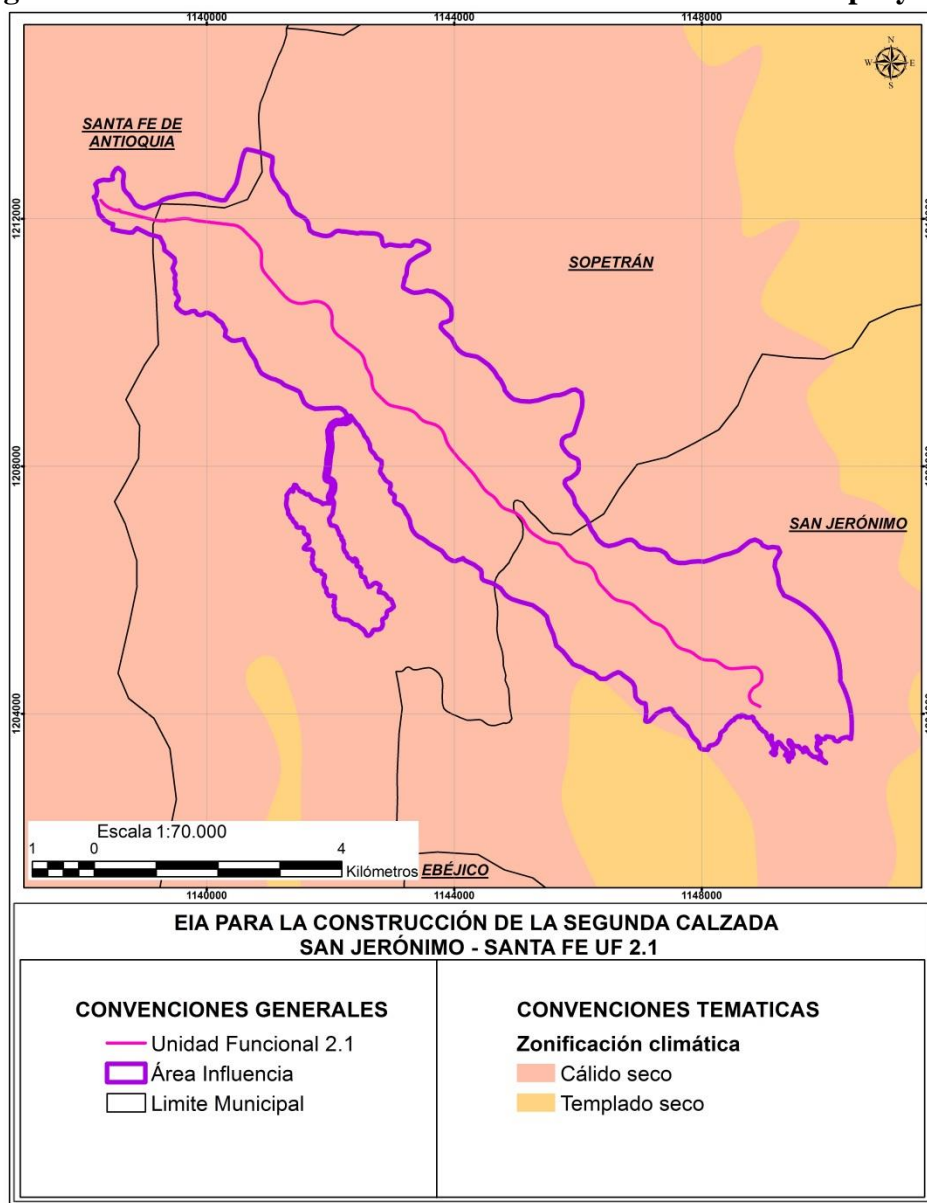 1140000 1144000 1148000
N
W E
S
SANTA FE DE
ANTIOQUIA
1212000
SOPETRÁN
1208000
SAN JERÓNIMO
1204000
Escala 1:70.000
1 0 4
Kilómetros
EBÉJICO
1140000 1144000 1148000
EIA PARA LA CONSTRUCCIÓN DE LA SEGUNDA CALZADA
SAN JERÓNIMO - SANTA FE UF 2.1
CONVENCIONES GENERALES
Unidad Funcional 2.1
Área Influencia
Limite Municipal
CONVENCIONES TEMATICAS
Zonificación climática
Cálido seco
Templado seco